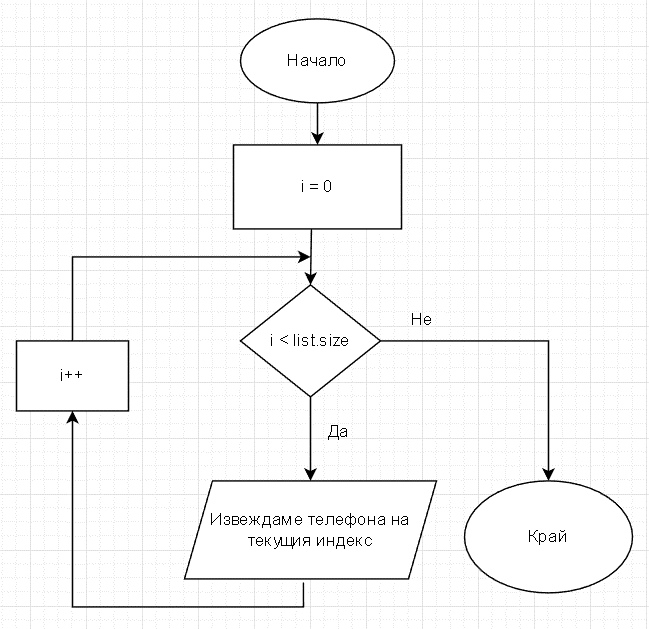 Начало
i = 0
i < list.size
Не
i++
Да
Извеждаме телефона на
текущия индекс
Край